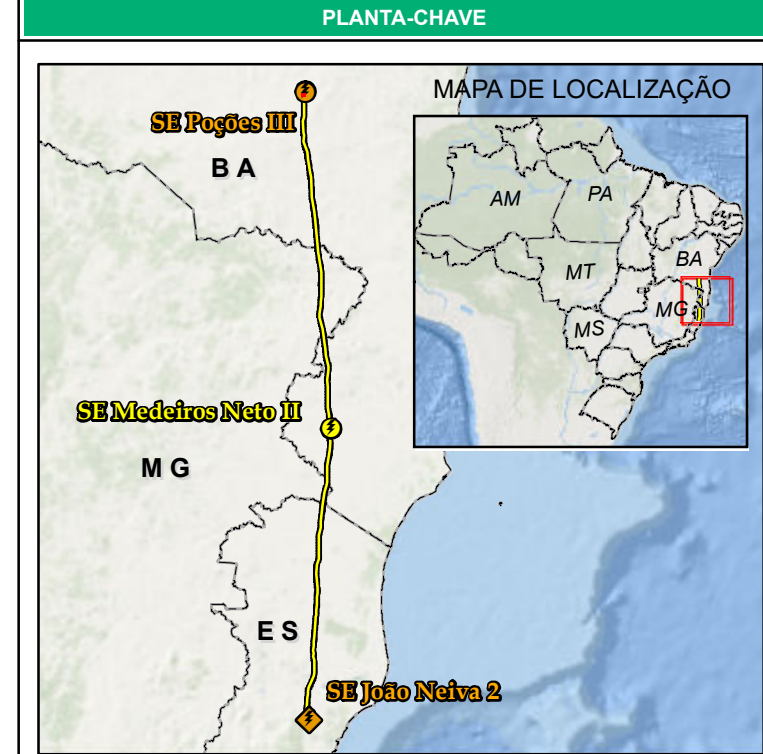 PLANTA-CHAVE
MAPA DE LOCALIZAÇÃO
SE Poções III
B A
AM
PA
BA
MT
MG
MS
SE Medeiros Neto II
M G
E S
SE João Neiva 2